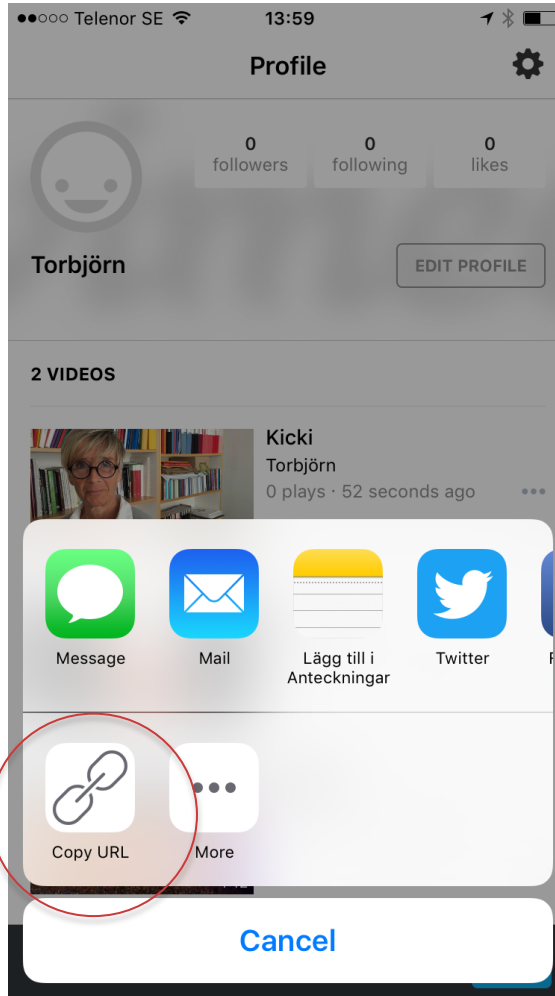 Telenor SE 13:59
Profile
0 0 0
followers following likes
Torbjörn
EDIT PROFILE
2 VIDEOS
Kicki
Torbjörn
0 plays · 52 seconds ago
Message Mail Lägg till i Anteckningar Twitter
Copy URL More
Cancel